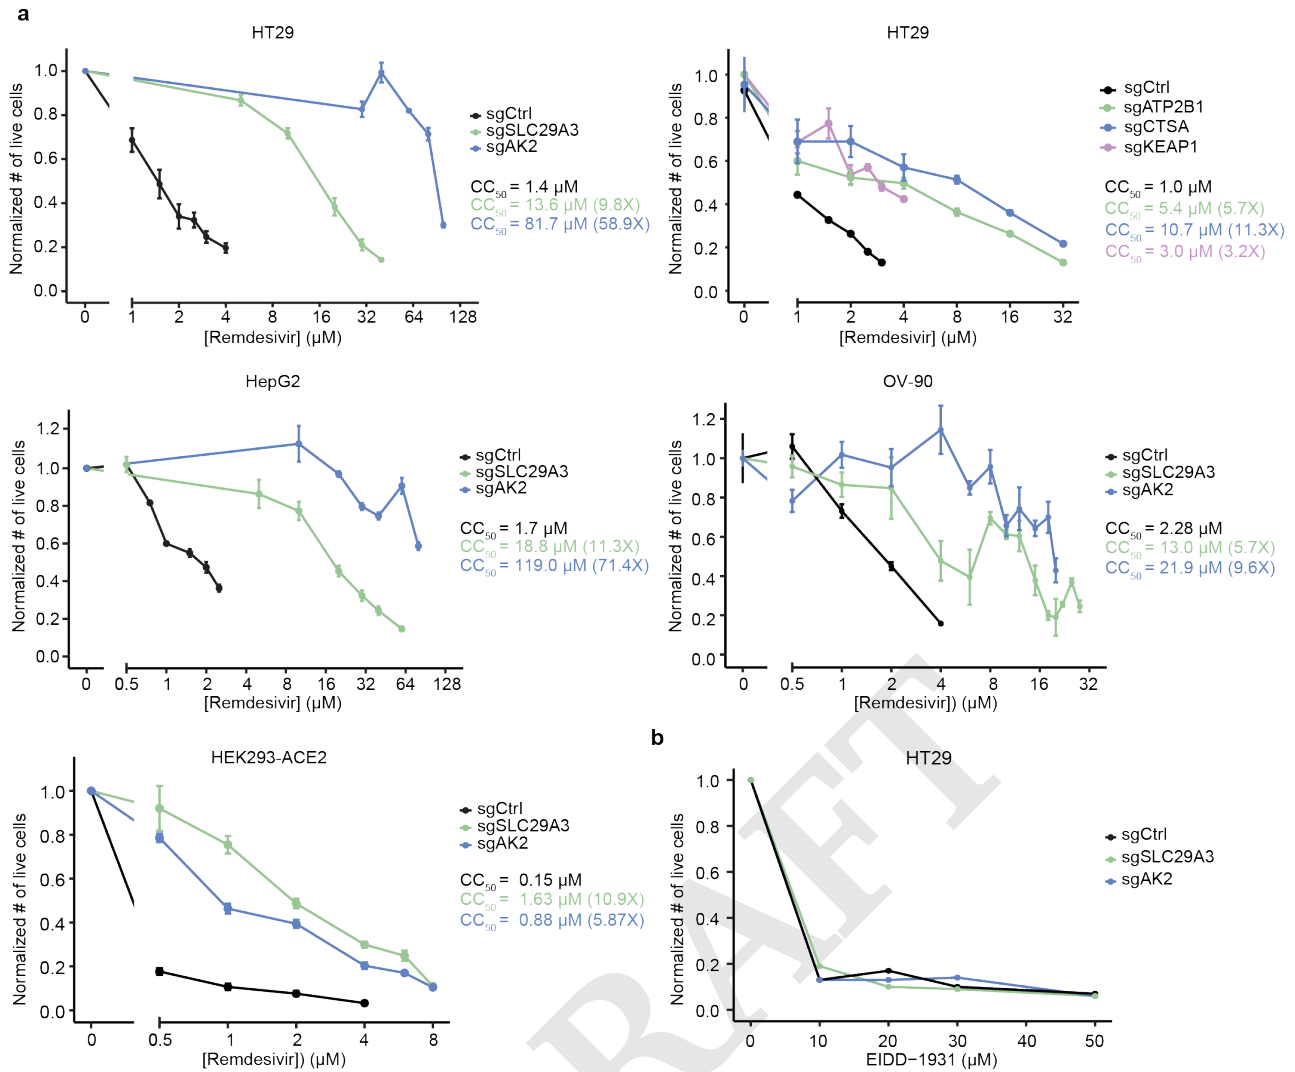 a
HT29
Normalized # of live cells
1.0
0.8
0.6
0.4
0.2
0.0
0 1 2 4 8 16 32 64 128
[Remdesivir] (µM)
sgCtrl
sgSLC29A3
sgAK2
CC50 = 1.4 µM
CC50 = 13.6 µM (9.8X)
CC50 = 81.7 µM (58.9X)
HT29
Normalized # of live cells
1.0
0.8
0.6
0.4
0.2
0.0
0 1 2 4 8 16 32
[Remdesivir] (µM)
sgCtrl
sgATP2B1
sgCTSA
sgKEAP1
CC50 = 1.0 µM
CC50 = 5.4 µM (5.7X)
CC50 = 10.7 µM (11.3X)
CC50 = 3.0 µM (3.2X)
HepG2
Normalized # of live cells
1.2
1.0
0.8
0.6
0.4
0.2
0.0
0 0.5 1 2 4 8 16 32 64 128
[Remdesivir] (µM)
sgCtrl
sgSLC29A3
sgAK2
CC50 = 1.7 µM
CC50 = 18.8 µM (11.3X)
CC50 = 119.0 µM (71.4X)
OV-90
Normalized # of live cells
1.2
1.0
0.8
0.6
0.4
0.2
0.0
0 0.5 1 2 4 8 16 32
[Remdesivir]) (µM)
sgCtrl
sgSLC29A3
sgAK2
CC50 = 2.28 µM
CC50 = 13.0 µM (5.7X)
CC50 = 21.9 µM (9.6X)
HEK293-ACE2
Normalized # of live cells
1.0
0.8
0.6
0.4
0.2
0.0
0 0.5 1 2 4 8
[Remdesivir]) (µM)
sgCtrl
sgSLC29A3
sgAK2
CC50 = 0.15 µM
CC50 = 1.63 µM (10.9X)
CC50 = 0.88 µM (5.87X)
b
HT29
Normalized # of live cells
1.0
0.8
0.6
0.4
0.2
0.0
0 10 20 30 40 50
EIDD−1931 (µM)
sgCtrl
sgSLC29A3
sgAK2
RAFT